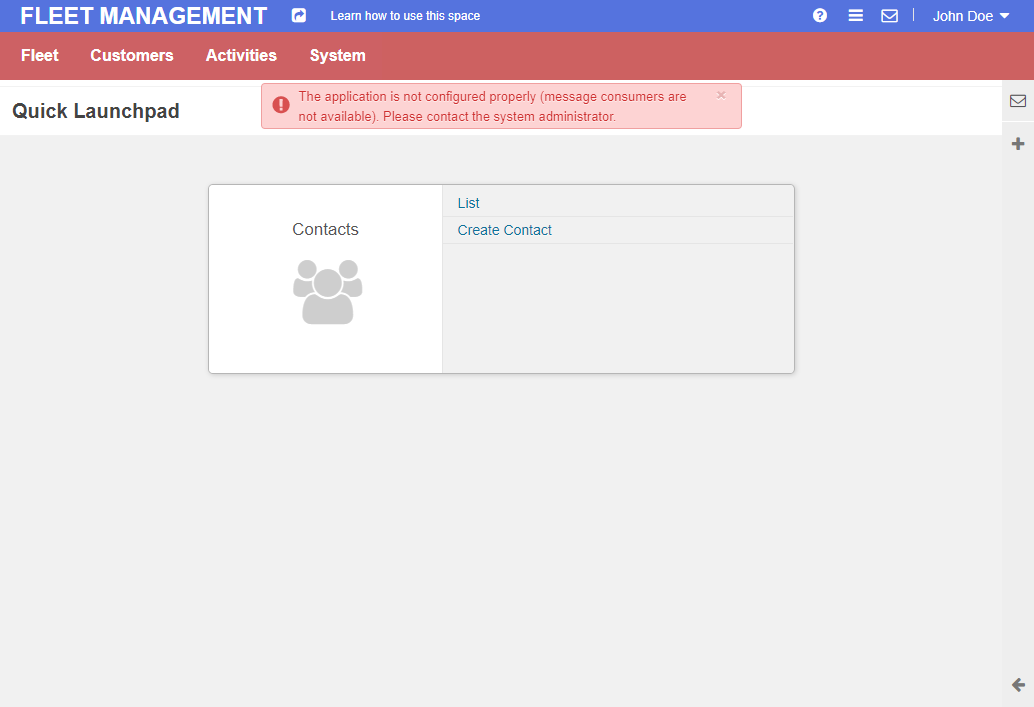 FLEET MANAGEMENT
Learn how to use this space
John Doe
Fleet
Customers
Activities
System
Quick Launchpad
The application is not configured properly (message consumers are
not available). Please contact the system administrator.
×
Contacts
List
Create Contact